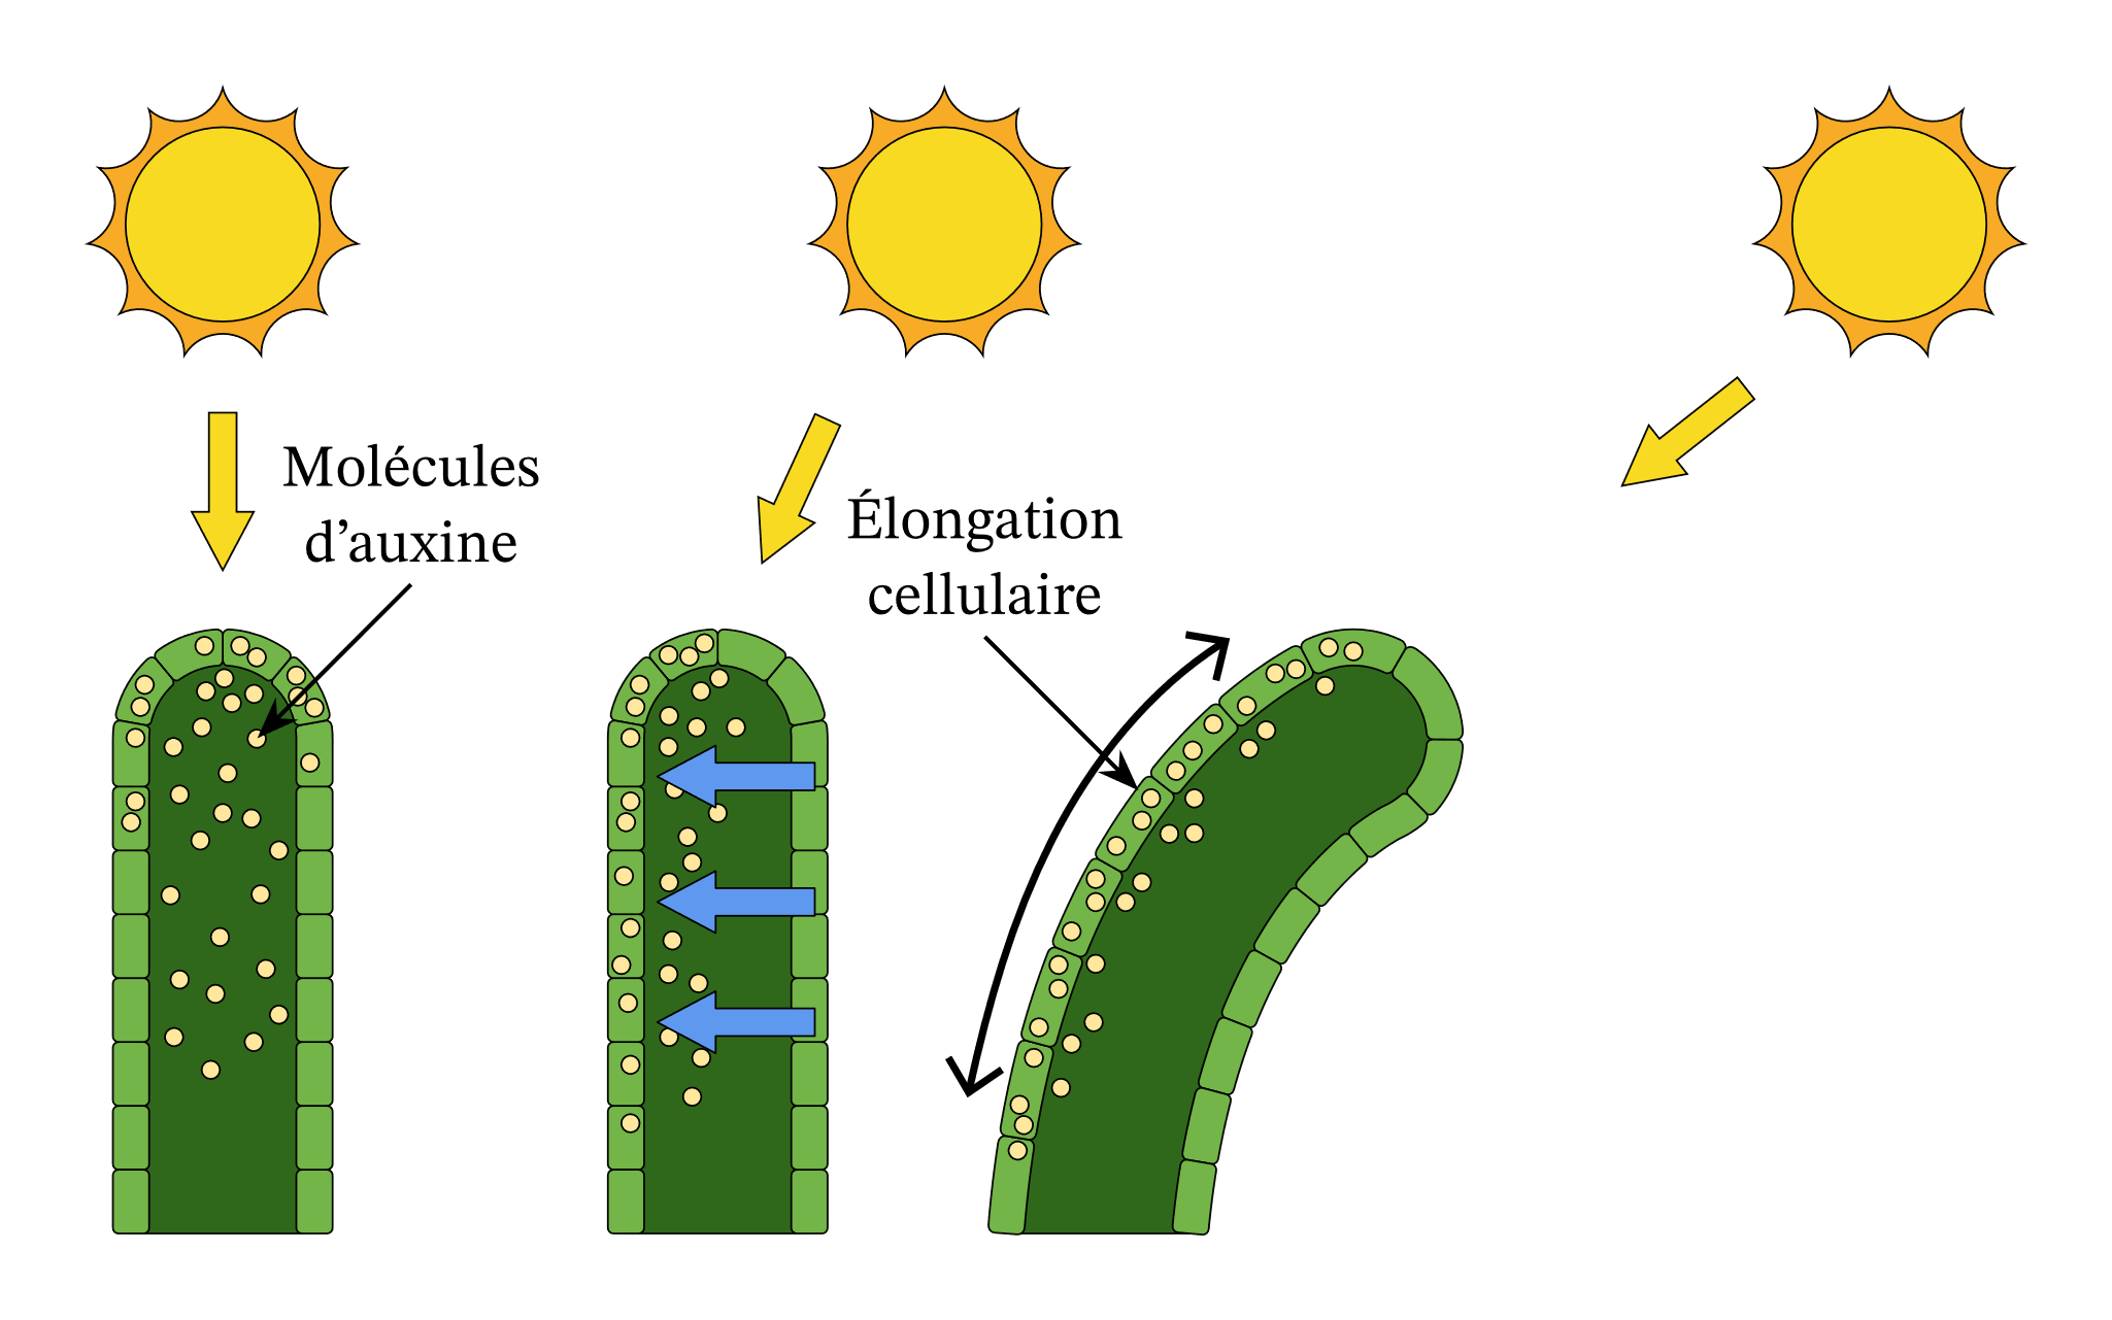 Molécules
d’auxine
Élongation
cellulaire